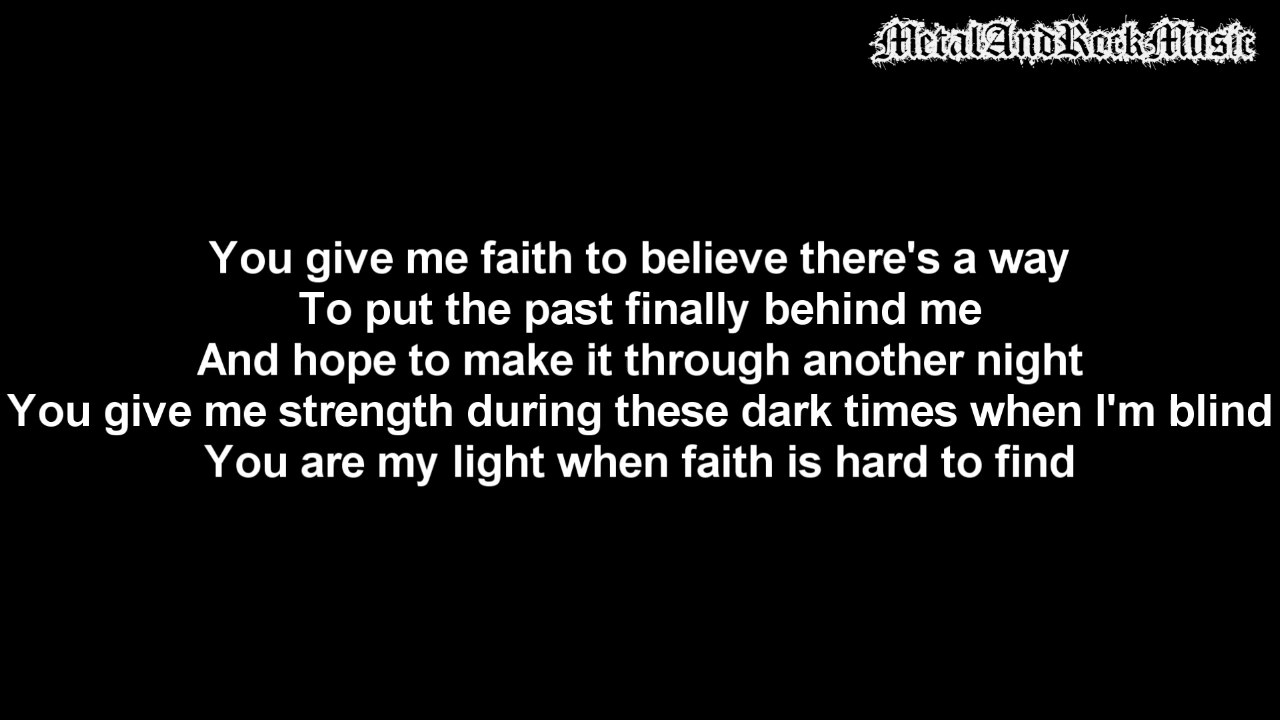 MetalAndRockMusic
You give me faith to believe there's a way
To put the past finally behind me
And hope to make it through another night
You give me strength during these dark times when I'm blind
You are my light when faith is hard to find